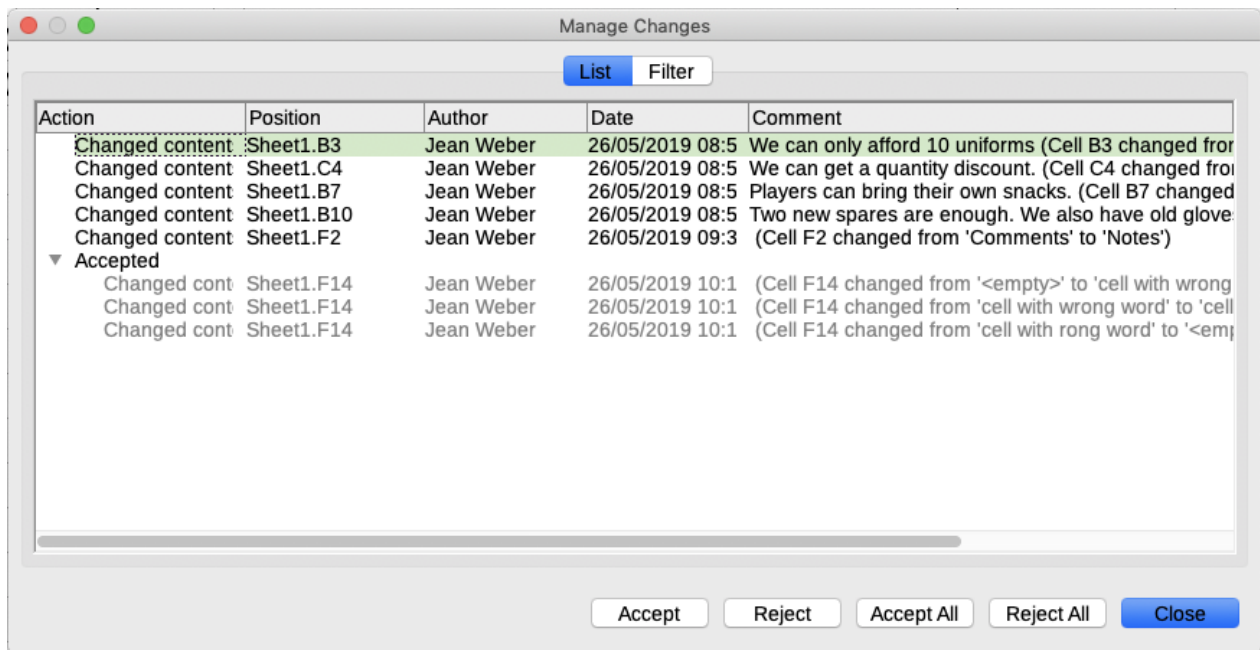 Manage Changes
List Filter
Action Position Author Date Comment
Changed content Sheet1.B3 Jean Weber 26/05/2019 08:5 We can only afford 10 uniforms (Cell B3 changed from
Changed content Sheet1.C4 Jean Weber 26/05/2019 08:5 We can get a quantity discount. (Cell C4 changed from
Changed content Sheet1.B7 Jean Weber 26/05/2019 08:5 Players can bring their own snacks. (Cell B7 changed
Changed content Sheet1.B10 Jean Weber 26/05/2019 08:5 Two new spares are enough. We also have old glove
Changed content Sheet1.F2 Jean Weber 26/05/2019 09:3 (Cell F2 changed from 'Comments' to 'Notes')
Accepted
Changed cont Sheet1.F14 Jean Weber 26/05/2019 10:1 (Cell F14 changed from '<empty>' to 'cell with wrong
Changed cont Sheet1.F14 Jean Weber 26/05/2019 10:1 (Cell F14 changed from 'cell with wrong word' to 'cell
Changed cont Sheet1.F14 Jean Weber 26/05/2019 10:1 (Cell F14 changed from 'cell with rong word' to '<emp
Accept Reject Accept All Reject All Close